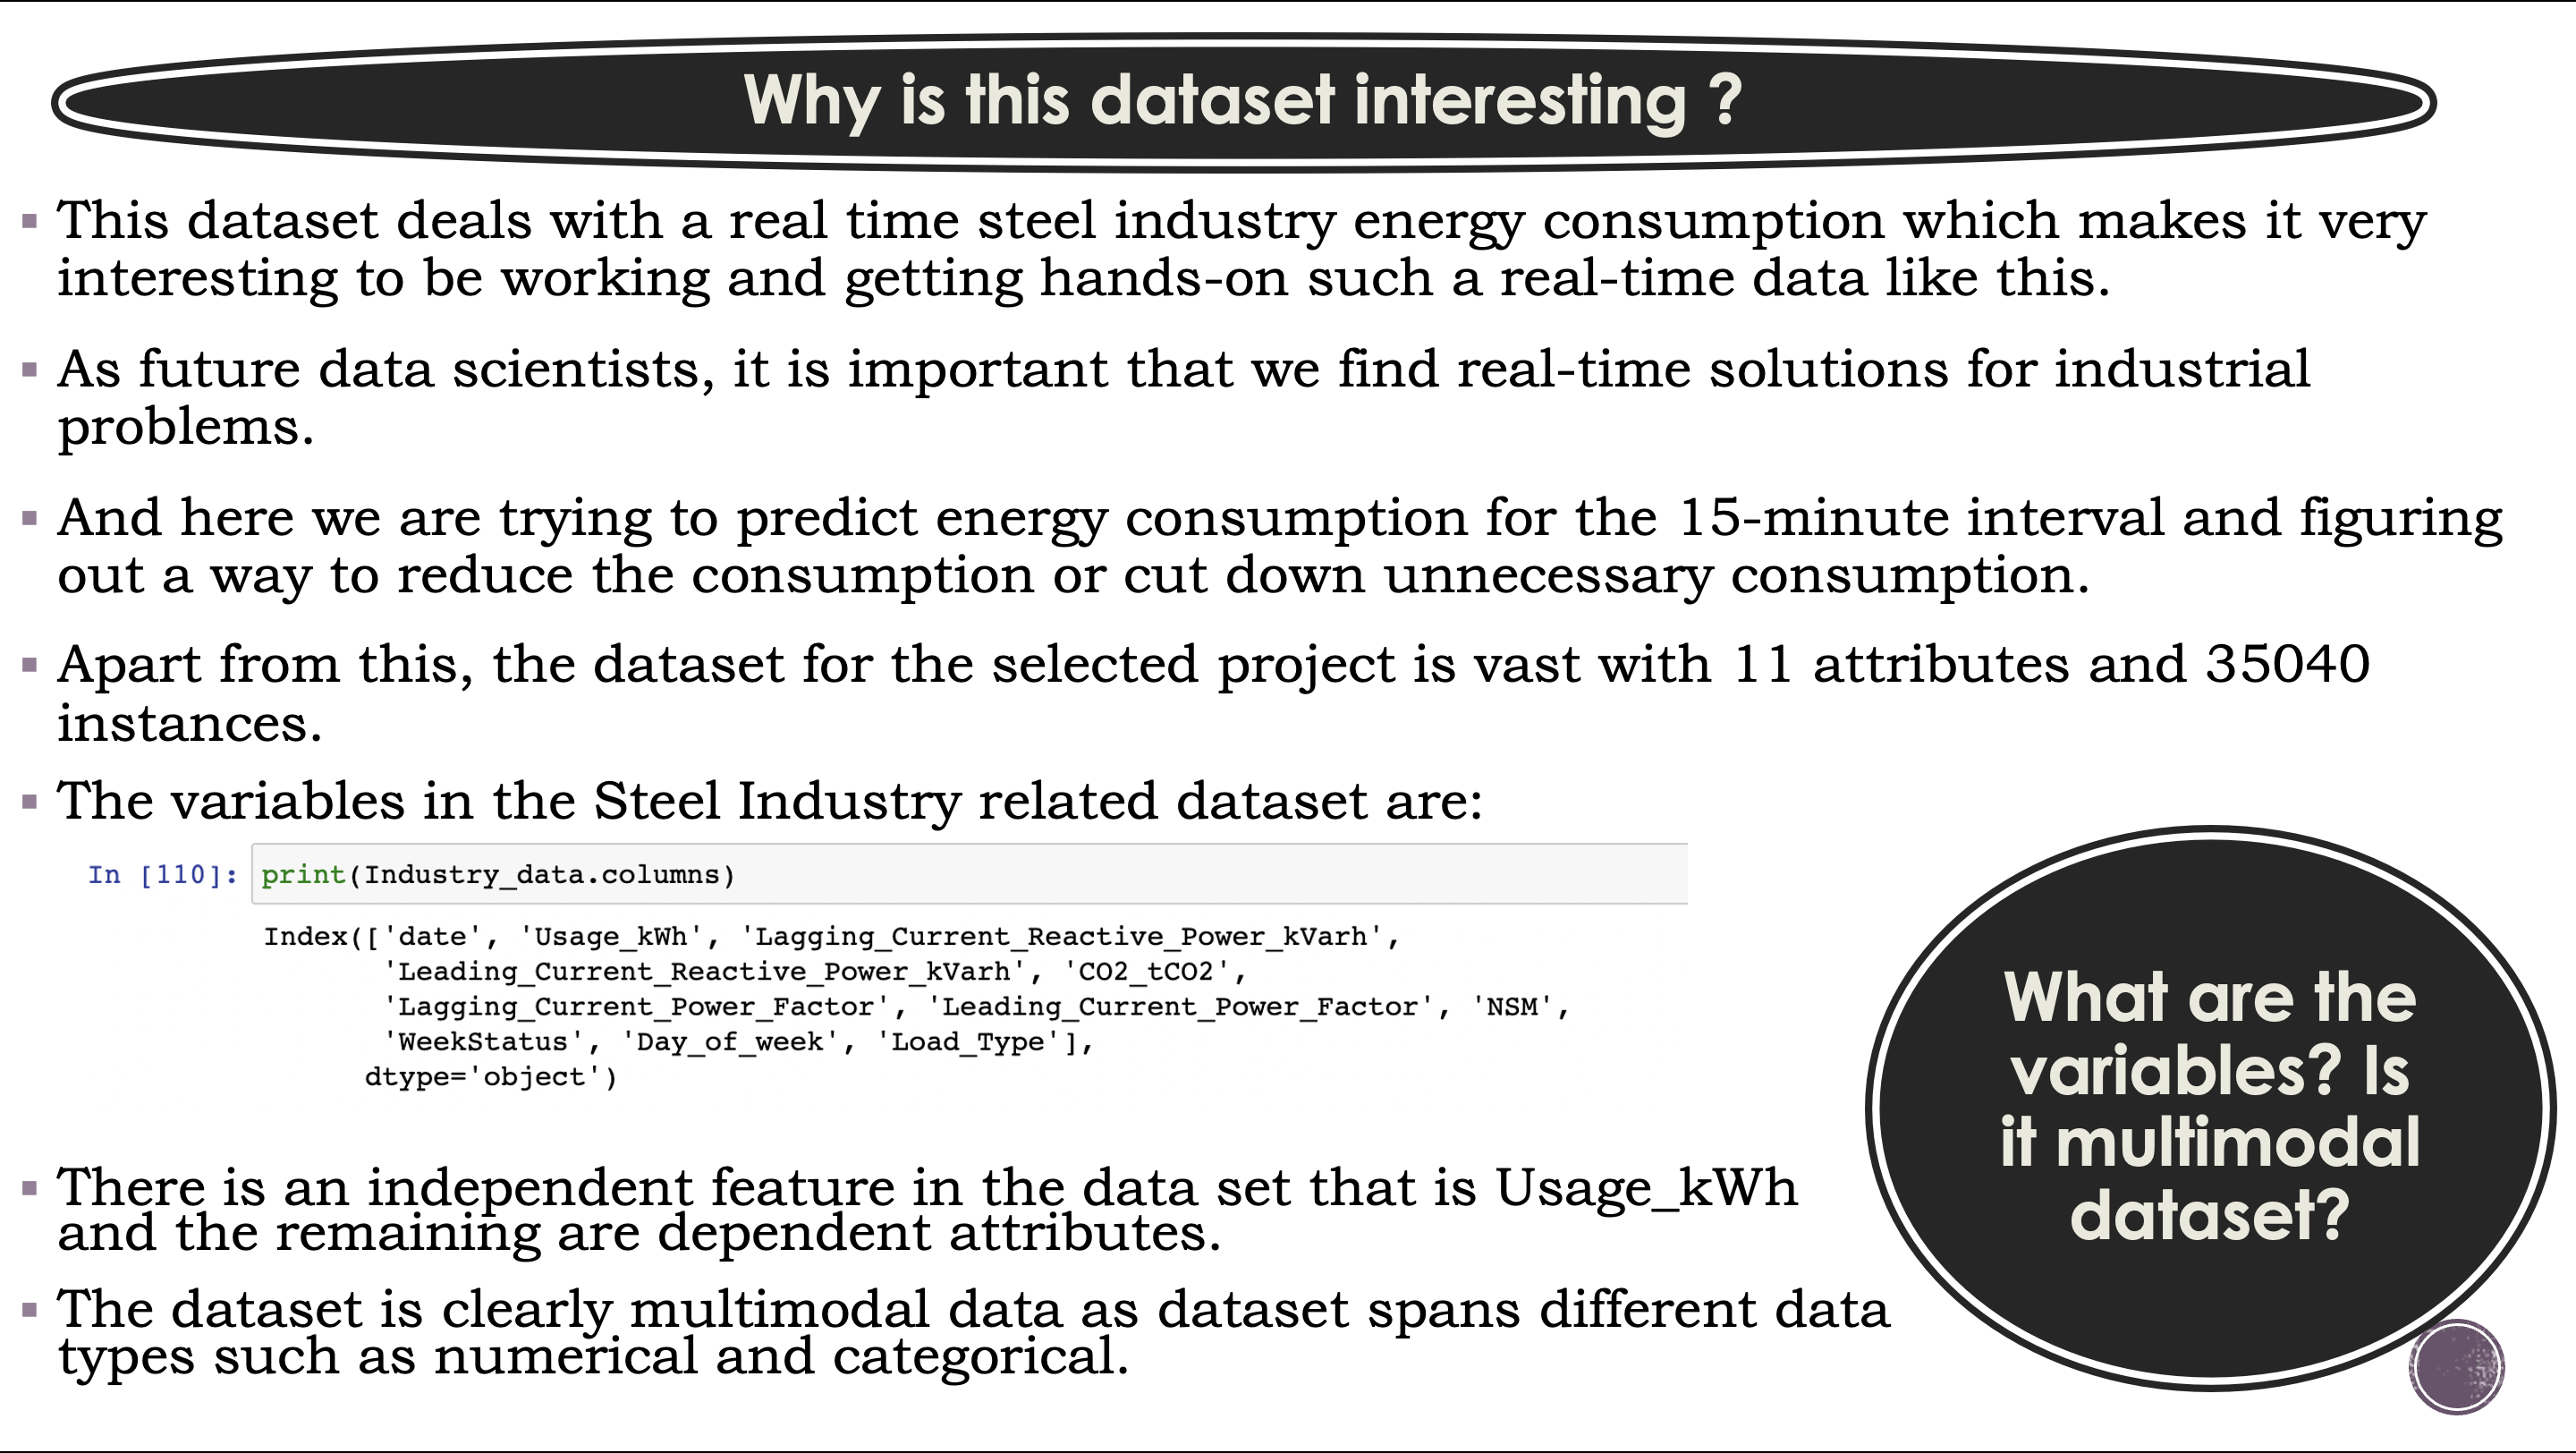 Why is this dataset interesting ?
This dataset deals with a real time steel industry energy consumption which makes it very
interesting to be working and getting hands-on such a real-time data like this.
As future data scientists, it is important that we find real-time solutions for industrial
problems.
And here we are trying to predict energy consumption for the 15-minute interval and figuring
out a way to reduce the consumption or cut down unnecessary consumption.
Apart from this, the dataset for the selected project is vast with 11 attributes and 35040
instances.
The variables in the Steel Industry related dataset are:
In [110]: print(Industry_data.columns)
Index(['date', 'Usage_kWh', 'Lagging_Current_Reactive_Power_kVarh',
'Leading_Current_Reactive_Power_kVarh', 'CO2_tCO2',
'Lagging_Current_Power_Factor', 'Leading_Current_Power_Factor', 'NSM',
'WeekStatus', 'Day_of_week', 'Load_Type'],
dtype='object')
There is an independent feature in the data set that is Usage_kWh
and the remaining are dependent attributes.
The dataset is clearly multimodal data as dataset spans different data
types such as numerical and categorical.
What are the
variables? Is
it multimodal
dataset?